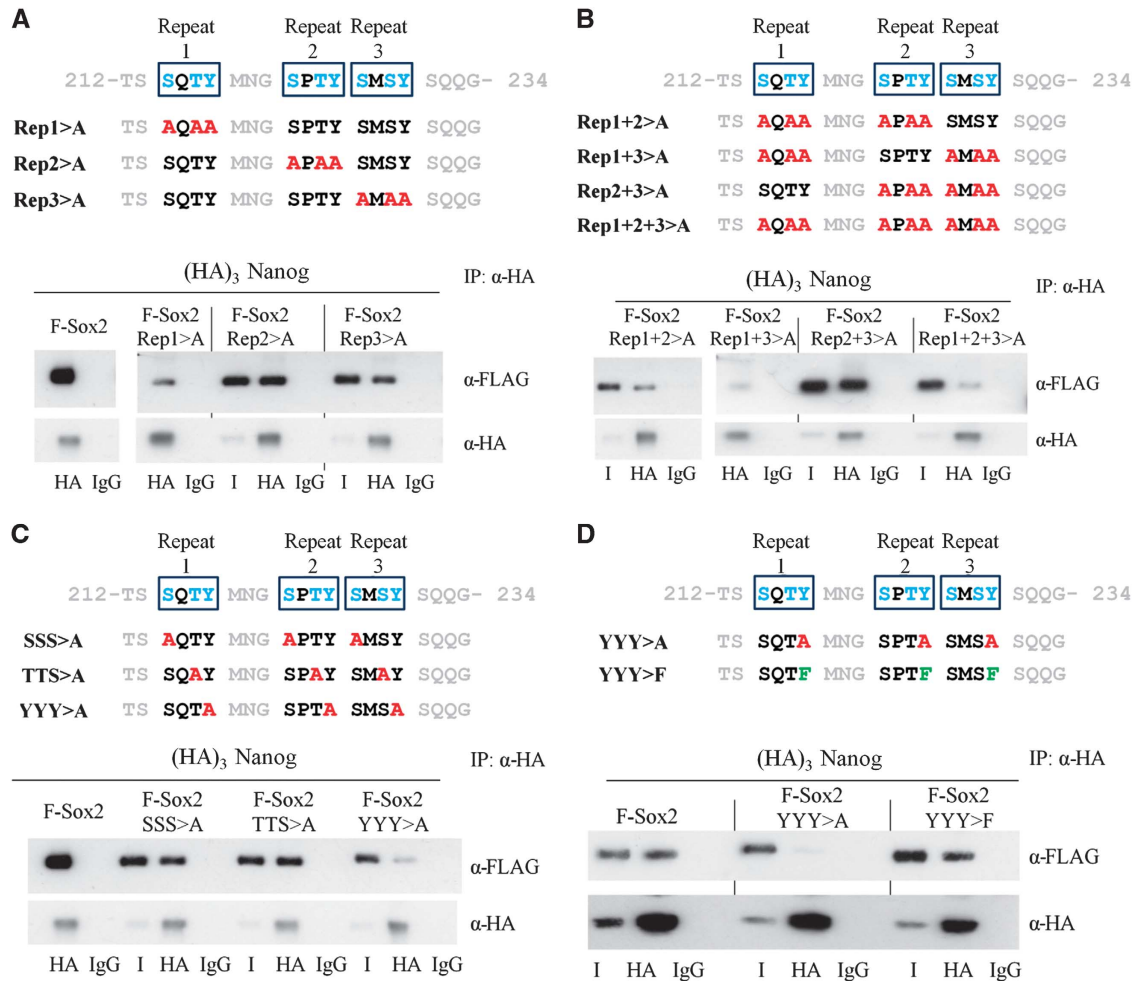 A
Repeat Repeat Repeat
1 2 3
212-TS SQTY MNG SPTY SMSY SQQG- 234
Rep1>A TS AQAA MNG SPTY SMSY SQQG
Rep2>A TS SQTY MNG APAA SMSY SQQG
Rep3>A TS SQTY MNG SPTY AMAA SQQG
(HA)3 Nanog IP: α-HA
F-Sox2 F-Sox2 F-Sox2 F-Sox2
Rep1>A Rep2>A Rep3>A
α-FLAG
α-HA
HA IgG HA IgG I HA IgG I HA IgG
B
Repeat Repeat Repeat
1 2 3
212-TS SQTY MNG SPTY SMSY SQQG- 234
Rep1+2>A TS AQAA MNG APAA SMSY SQQG
Rep1+3>A TS AQAA MNG SPTY AMAA SQQG
Rep2+3>A TS SQTY MNG APAA AMAA SQQG
Rep1+2+3>A TS AQAA MNG APAA AMAA SQQG
(HA)3 Nanog IP: α-HA
F-Sox2 F-Sox2 F-Sox2 F-Sox2
Rep1+2>A Rep1+3>A Rep2+3>A Rep1+2+3>A
α-FLAG
α-HA
I HA IgG HA IgG I HA IgG I HA IgG
C
Repeat Repeat Repeat
1 2 3
212-TS SQTY MNG SPTY SMSY SQQG- 234
SSS>A TS AQTY MNG APTY AMSY SQQG
TTS>A TS SQAY MNG SPAY SMAY SQQG
YYY>A TS SQTA MNG SPTA SMSA SQQG
(HA)3 Nanog IP: α-HA
F-Sox2 F-Sox2 F-Sox2 F-Sox2
SSS>A TTS>A YYY>A
α-FLAG
α-HA
HA IgG I HA IgG I HA IgG I HA IgG
D
Repeat Repeat Repeat
1 2 3
212-TS SQTY MNG SPTY SMSY SQQG- 234
YYY>A TS SQTA MNG SPTA SMSA SQQG
YYY>F TS SQTF MNG SPTF SMSF SQQG
(HA)3 Nanog IP: α-HA
F-Sox2 F-Sox2 F-Sox2
YYY>A YYY>F
α-FLAG
α-HA
I HA IgG I HA IgG I HA IgG